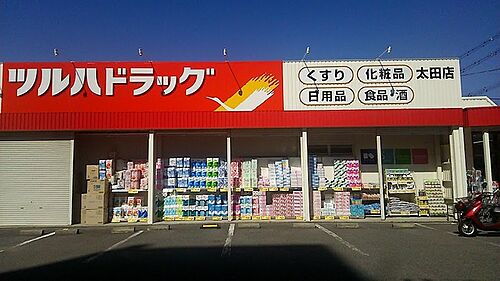 ツルハドラッグ
くすり 化粧品 太田店
日用品 食品・酒